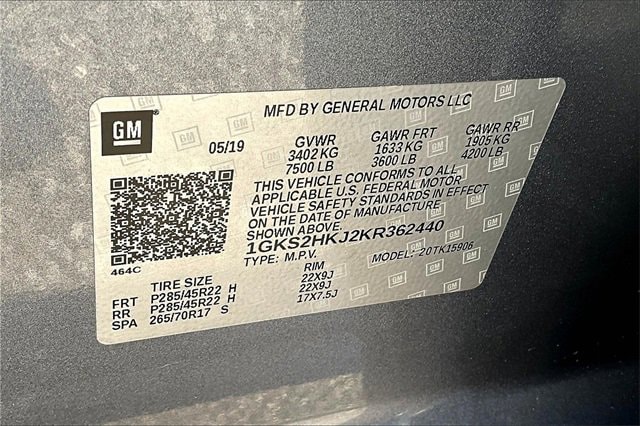 MFD BY GENERAL MOTORS LLC
GM
05/19 GVWR GAWR FRT GAWR RR
3402 KG 1633 KG 1905 KG
7500 LB 3600 LB 4200 LB
THIS VEHICLE CONFORMS TO ALL
APPLICABLE U.S. FEDERAL MOTOR
VEHICLE SAFETY STANDARDS IN EFFECT
ON THE DATE OF MANUFACTURE
SHOWN ABOVE.
1GKS2HKJ2KR362440
464C
TYPE: M.P.V. MODEL: 20TK15906
TIRE SIZE RIM
FRT P285/45R22 H 22X9J
RR P285/45R22 H 22X9J
SPA 265/70R17 S 17X7.5J